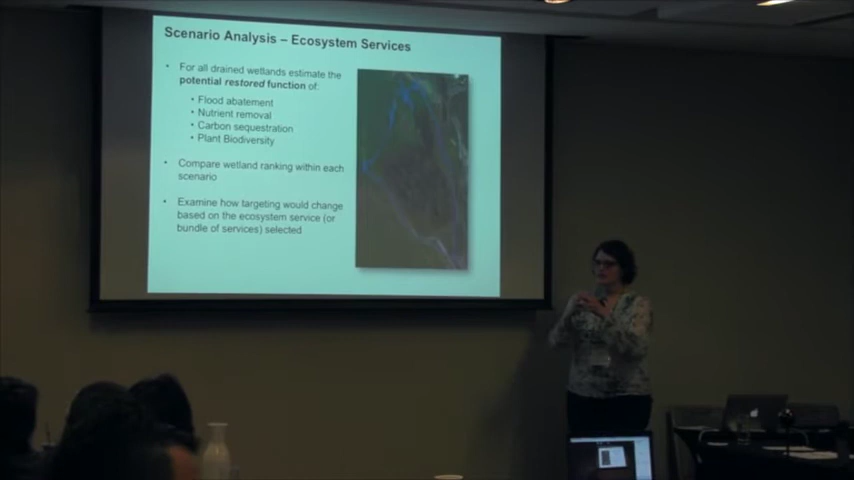 Scenario Analysis – Ecosystem Services
• For all drained wetlands estimate the
potential restored function of:
• Flood abatement
• Nutrient removal
• Carbon sequestration
• Plant Biodiversity
• Compare wetland ranking within each
scenario
• Examine how targeting would change
based on the ecosystem service (or
bundle of services) selected